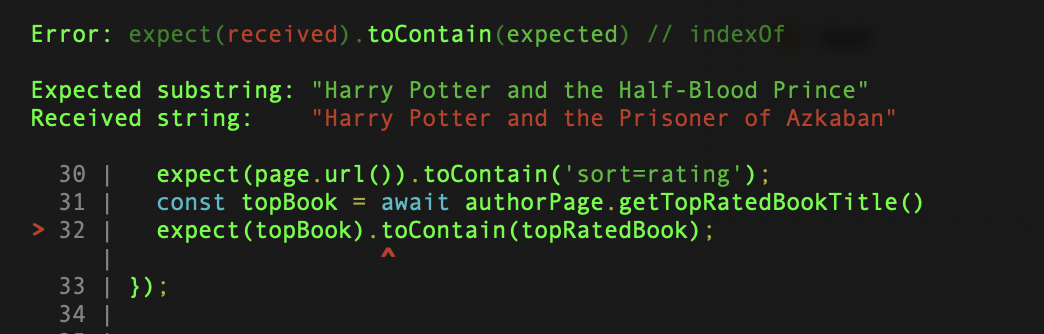 Error: expect(received).toContain(expected) // indexOf
Expected substring: "Harry Potter and the Half-Blood Prince"
Received string:    "Harry Potter and the Prisoner of Azkaban"
  30 |   expect(page.url()).toContain('sort=rating');
  31 |   const topBook = await authorPage.getTopRatedBookTitle()
> 32 |   expect(topBook).toContain(topRatedBook);
     |                   ^
  33 | });
  34 |